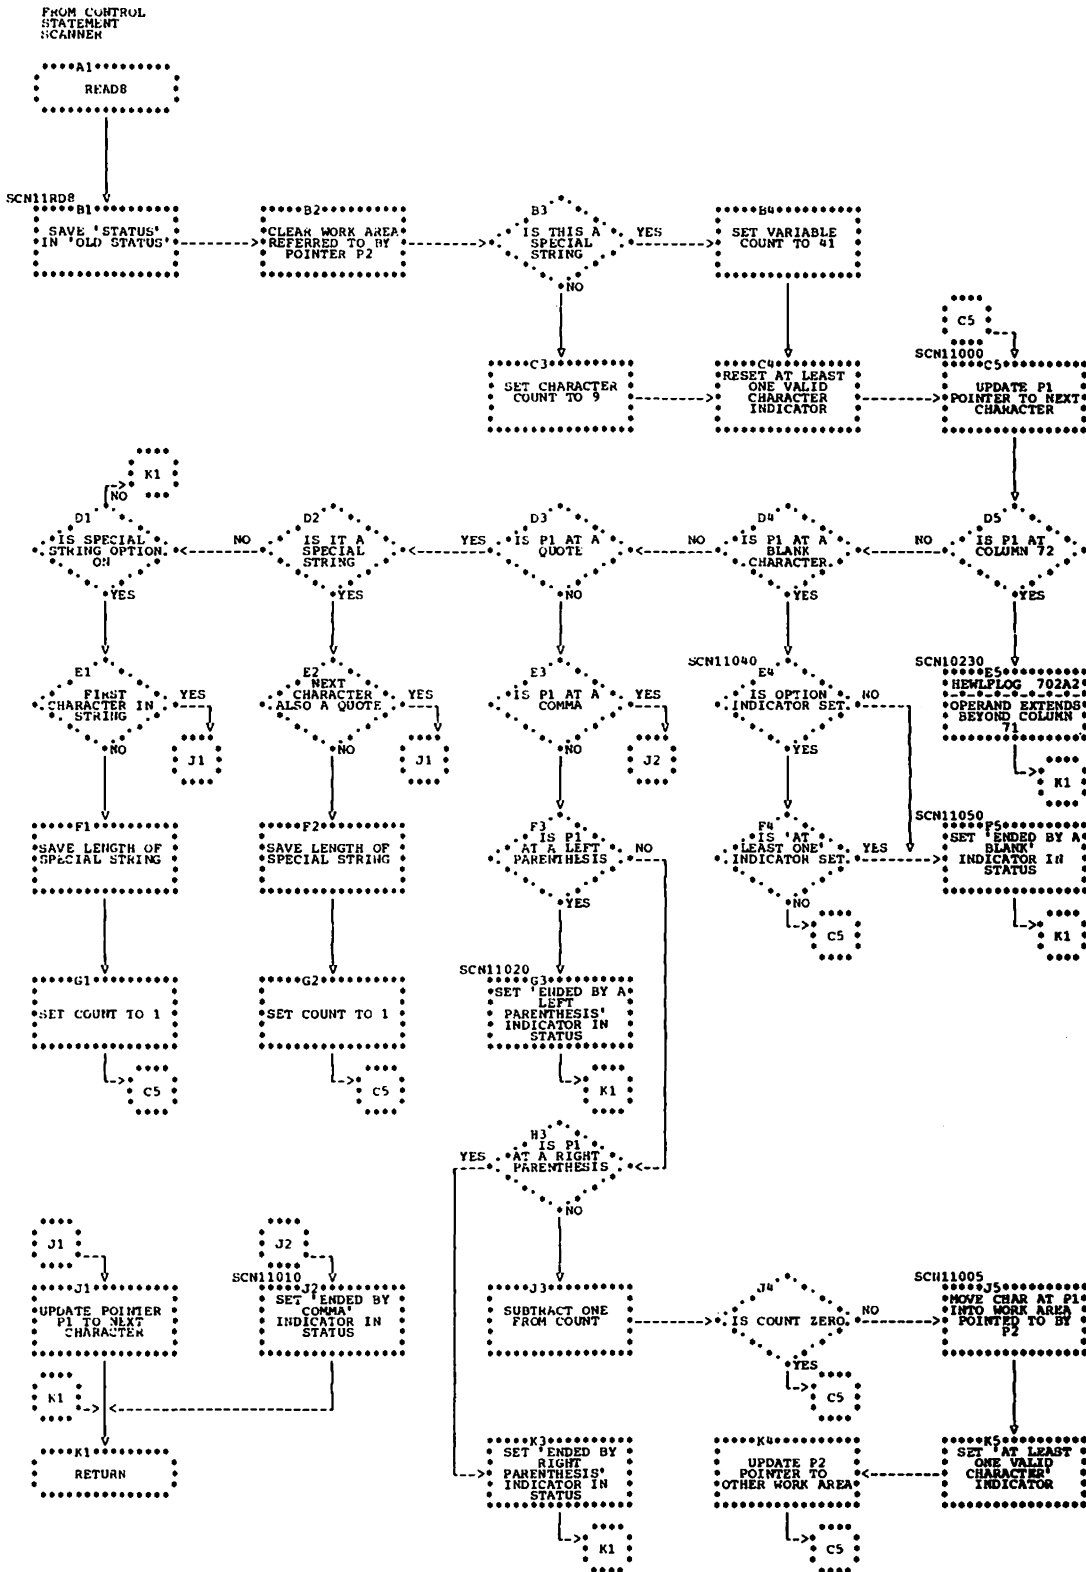 FROM CONTROL
STATEMENT
SCANNER
A1
READ8
SCN11RD8
B1
SAVE 'STATUS'
IN 'OLD STATUS'
B2
CLEAR WORK AREA
REFERRED TO BY
POINTER P2
B3
IS THIS A
SPECIAL
STRING
YES
NO
B4
SET VARIABLE
COUNT TO 41
C5
C3
SET CHARACTER
COUNT TO 9
C4
RESET AT LEAST
ONE VALID
CHARACTER
INDICATOR
SCN11000
C5
UPDATE P1
POINTER TO NEXT
CHARACTER
K1
NO
D1
IS SPECIAL
STRING OPTION
ON
YES
NO
D2
IS IT A
SPECIAL
STRING
YES
YES
D3
IS P1 AT A
QUOTE
NO
NO
D4
IS P1 AT A
BLANK
CHARACTER
YES
NO
D5
IS P1 AT
COLUMN 72
YES
E1
FIRST
CHARACTER IN
STRING
YES
NO
J1
E2
NEXT
CHARACTER
ALSO A QUOTE
YES
NO
J1
E3
IS P1 AT A
COMMA
YES
NO
J2
SCN11040
E4
IS OPTION
INDICATOR SET
NO
YES
SCN10230
E5
HEWLPLOG 702A2
OPERAND EXTENDS
BEYOND COLUMN
71
K1
F1
SAVE LENGTH OF
SPECIAL STRING
F2
SAVE LENGTH OF
SPECIAL STRING
F3
IS P1
AT A LEFT
PARENTHESIS
NO
YES
F4
IS 'AT
LEAST ONE'
INDICATOR SET
YES
NO
C5
SCN11050
F5
SET 'ENDED BY A
BLANK'
INDICATOR IN
STATUS
K1
G1
SET COUNT TO 1
C5
G2
SET COUNT TO 1
C5
SCN11020
G3
SET 'ENDED BY A
LEFT
PARENTHESIS'
INDICATOR IN
STATUS
K1
H3
IS P1
AT A RIGHT
PARENTHESIS
YES
NO
J1
J1
UPDATE POINTER
P1 TO NEXT
CHARACTER
J2
SCN11010
J2
SET 'ENDED BY
COMMA'
INDICATOR IN
STATUS
J3
SUBTRACT ONE
FROM COUNT
J4
IS COUNT ZERO
NO
YES
C5
SCN11005
J5
MOVE CHAR AT P1
INTO WORK AREA
POINTED TO BY
P2
K1
K1
RETURN
K3
SET 'ENDED BY
RIGHT
PARENTHESIS'
INDICATOR IN
STATUS
K1
K4
UPDATE P2
POINTER TO
OTHER WORK AREA
C5
K5
SET 'AT LEAST
ONE VALID
CHARACTER'
INDICATOR